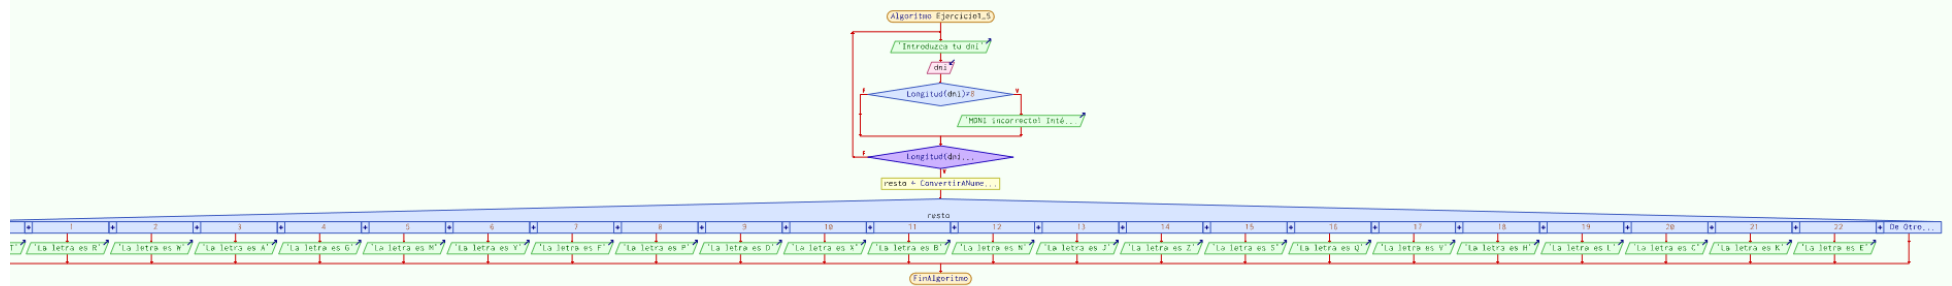 Algoritmo Ejercicio1_5
'Introduzca tu dni'
dni
Longitud(dni)≠8
F
V
incorrecto! Inté...
Longitud(dni...
F
V
resto ← ConvertirANume...
resto
1 2 3 4 5 6 7 8 9 10 11 12 13 14 15 16 17 18 19 20 21 22 De Otro...
T' 'La letra es R' 'La letra es W' 'La letra es A' 'La letra es G' 'La letra es M' 'La letra es Y' 'La letra es F' 'La letra es P' 'La letra es D' 'La letra es X' 'La letra es B' 'La letra es N' 'La letra es J' 'La letra es Z' 'La letra es S' 'La letra es Q' 'La letra es V' 'La letra es H' 'La letra es L' 'La letra es C' 'La letra es K' 'La letra es E'
FinAlgoritmo